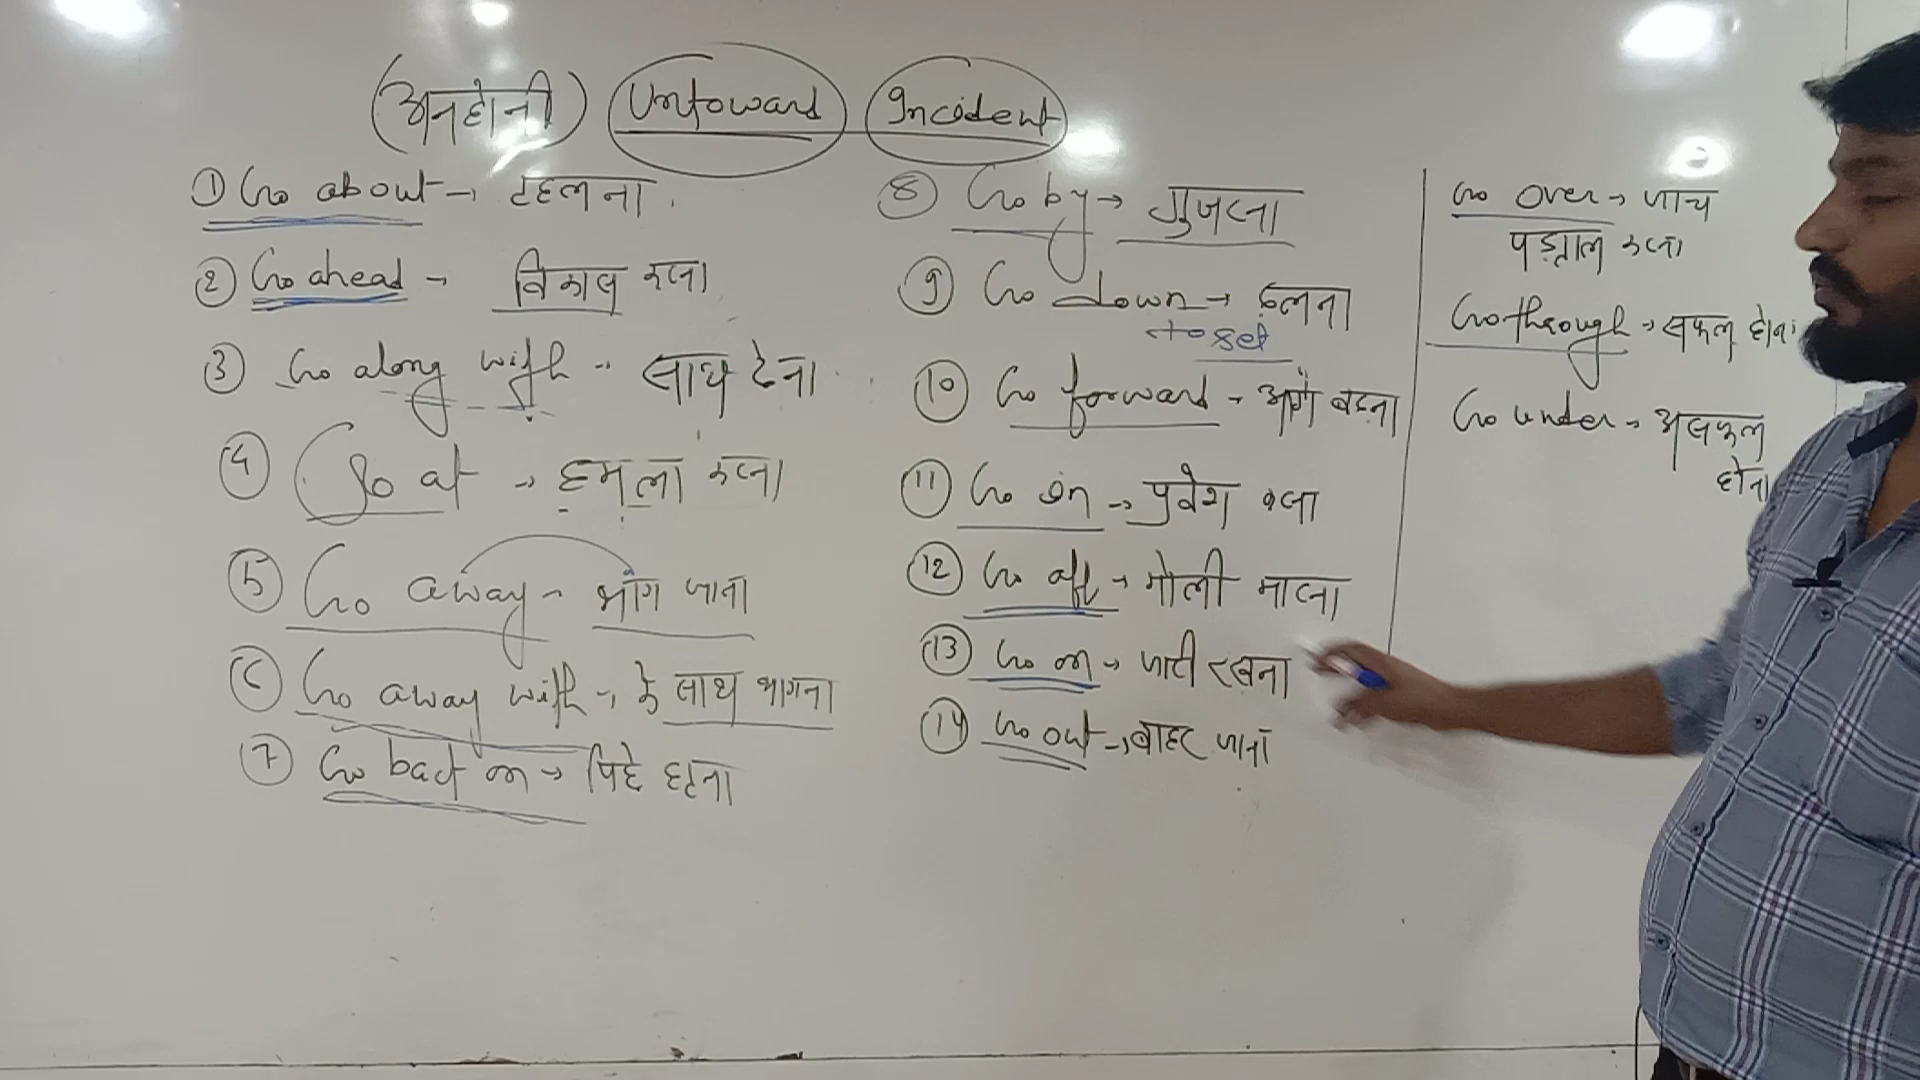 (अनहोनी) Untoward Incident
① Go about → टहलना
② Go ahead - विकास करना
③ Go along with - साथ देना
④ Go at → हमला करना
⑤ Go away - भाग जाना
⑥ Go away with → के साथ भागना
⑦ Go back on → पिछे हटना
⑧ Go by → गुजरना
⑨ Go down → ढलना
to set
⑩ Go forward - आगे बढ़ना
⑪ Go in → प्रवेश करना
⑫ Go off → गोली मारना
⑬ Go on → जारी रखना
⑭ Go out → बाहर जाना
Go over → जाच
पड़ताल करना
Go through → सफल होना
Go under → असफल
होना